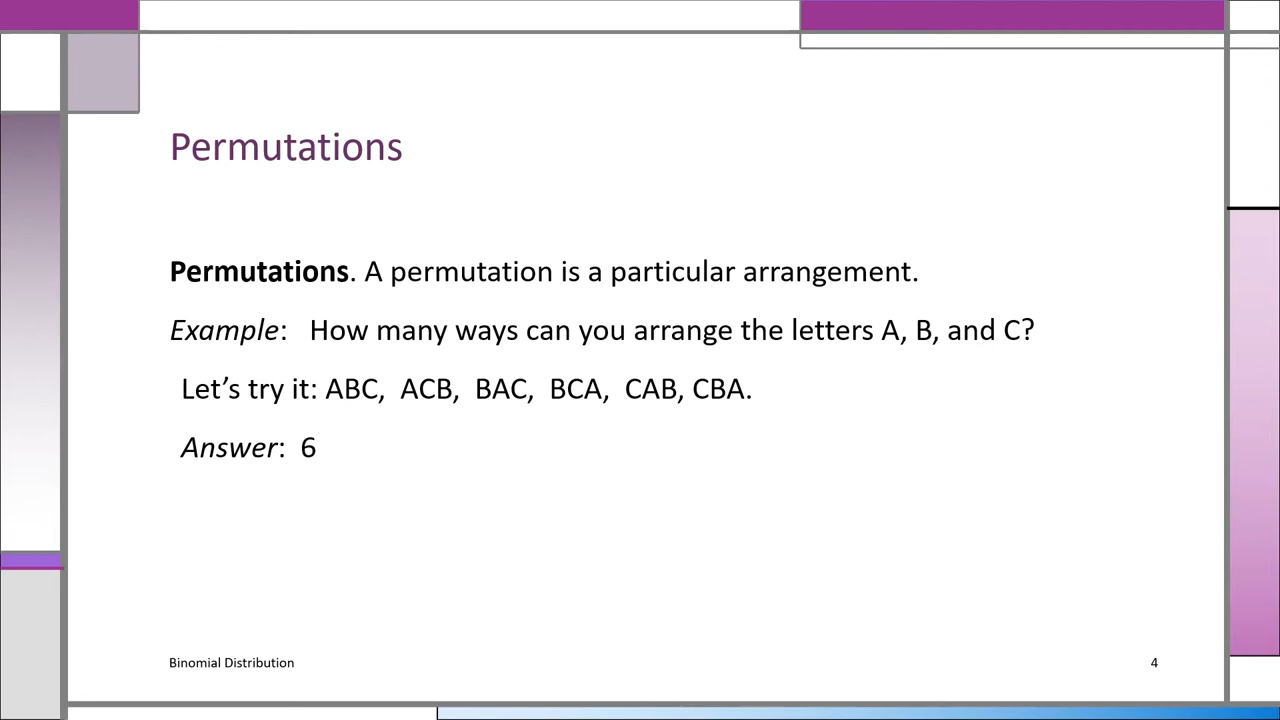 Permutations
Permutations. A permutation is a particular arrangement.
Example: How many ways can you arrange the letters A, B, and C?
Let’s try it: ABC, ACB, BAC, BCA, CAB, CBA.
Answer: 6
Binomial Distribution 4